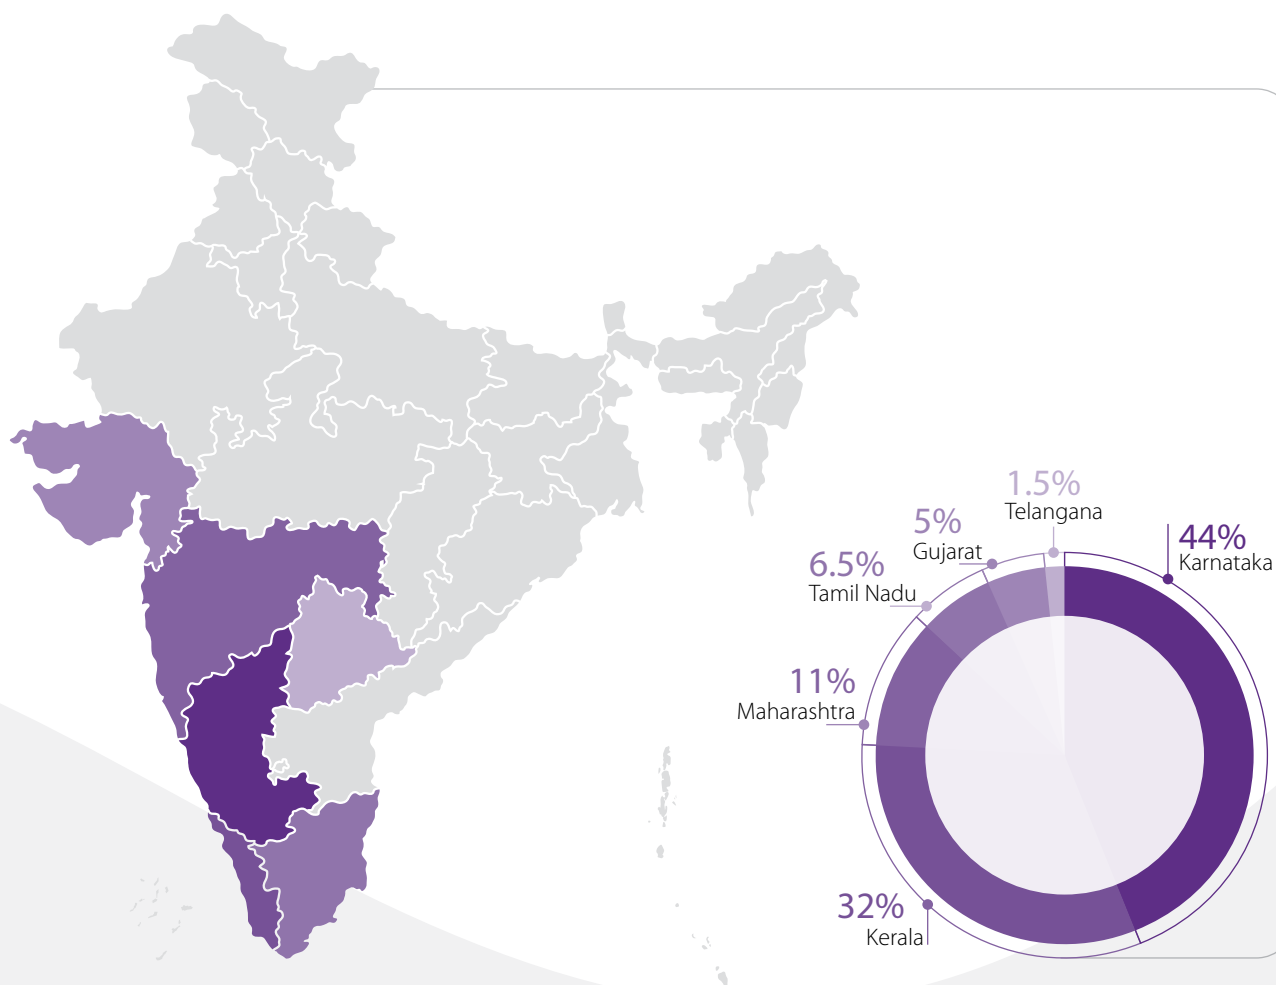 1.5%
Telangana
5%
Gujarat
44%
Karnataka
6.5%
Tamil Nadu
11%
Maharashtra
32%
Kerala